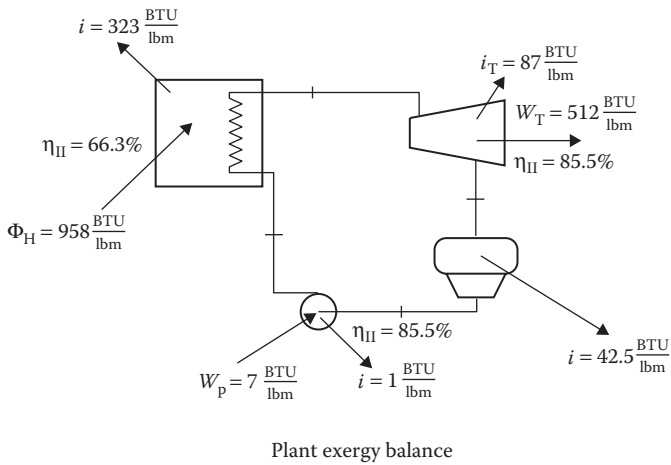 i = 323 BTU/lbm
i_T = 87 BTU/lbm
W_T = 512 BTU/lbm
η_II = 66.3%
η_II = 85.5%
Φ_H = 958 BTU/lbm
η_II = 85.5%
i = 42.5 BTU/lbm
W_p = 7 BTU/lbm
i = 1 BTU/lbm
Plant exergy balance